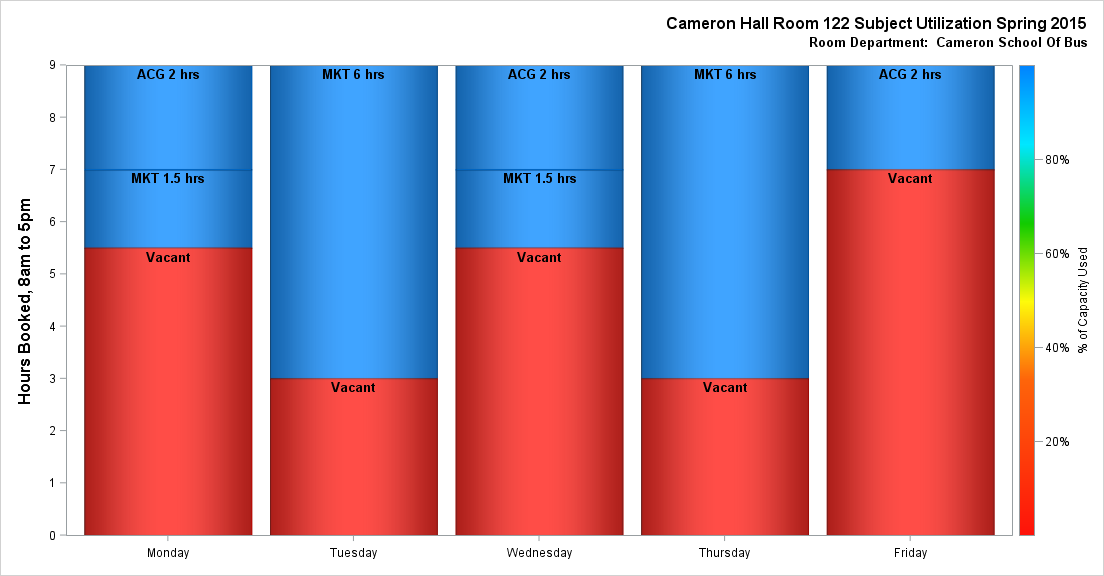 Cameron Hall Room 122 Subject Utilization Spring 2015
Room Department:  Cameron School Of Bus
Hours Booked, 8am to 5pm
9
8
7
6
5
4
3
2
1
0
ACG 2 hrs
MKT 1.5 hrs
Vacant
MKT 6 hrs
Vacant
ACG 2 hrs
MKT 1.5 hrs
Vacant
MKT 6 hrs
Vacant
ACG 2 hrs
Vacant
Monday
Tuesday
Wednesday
Thursday
Friday
80%
60%
40%
20%
% of Capacity Used